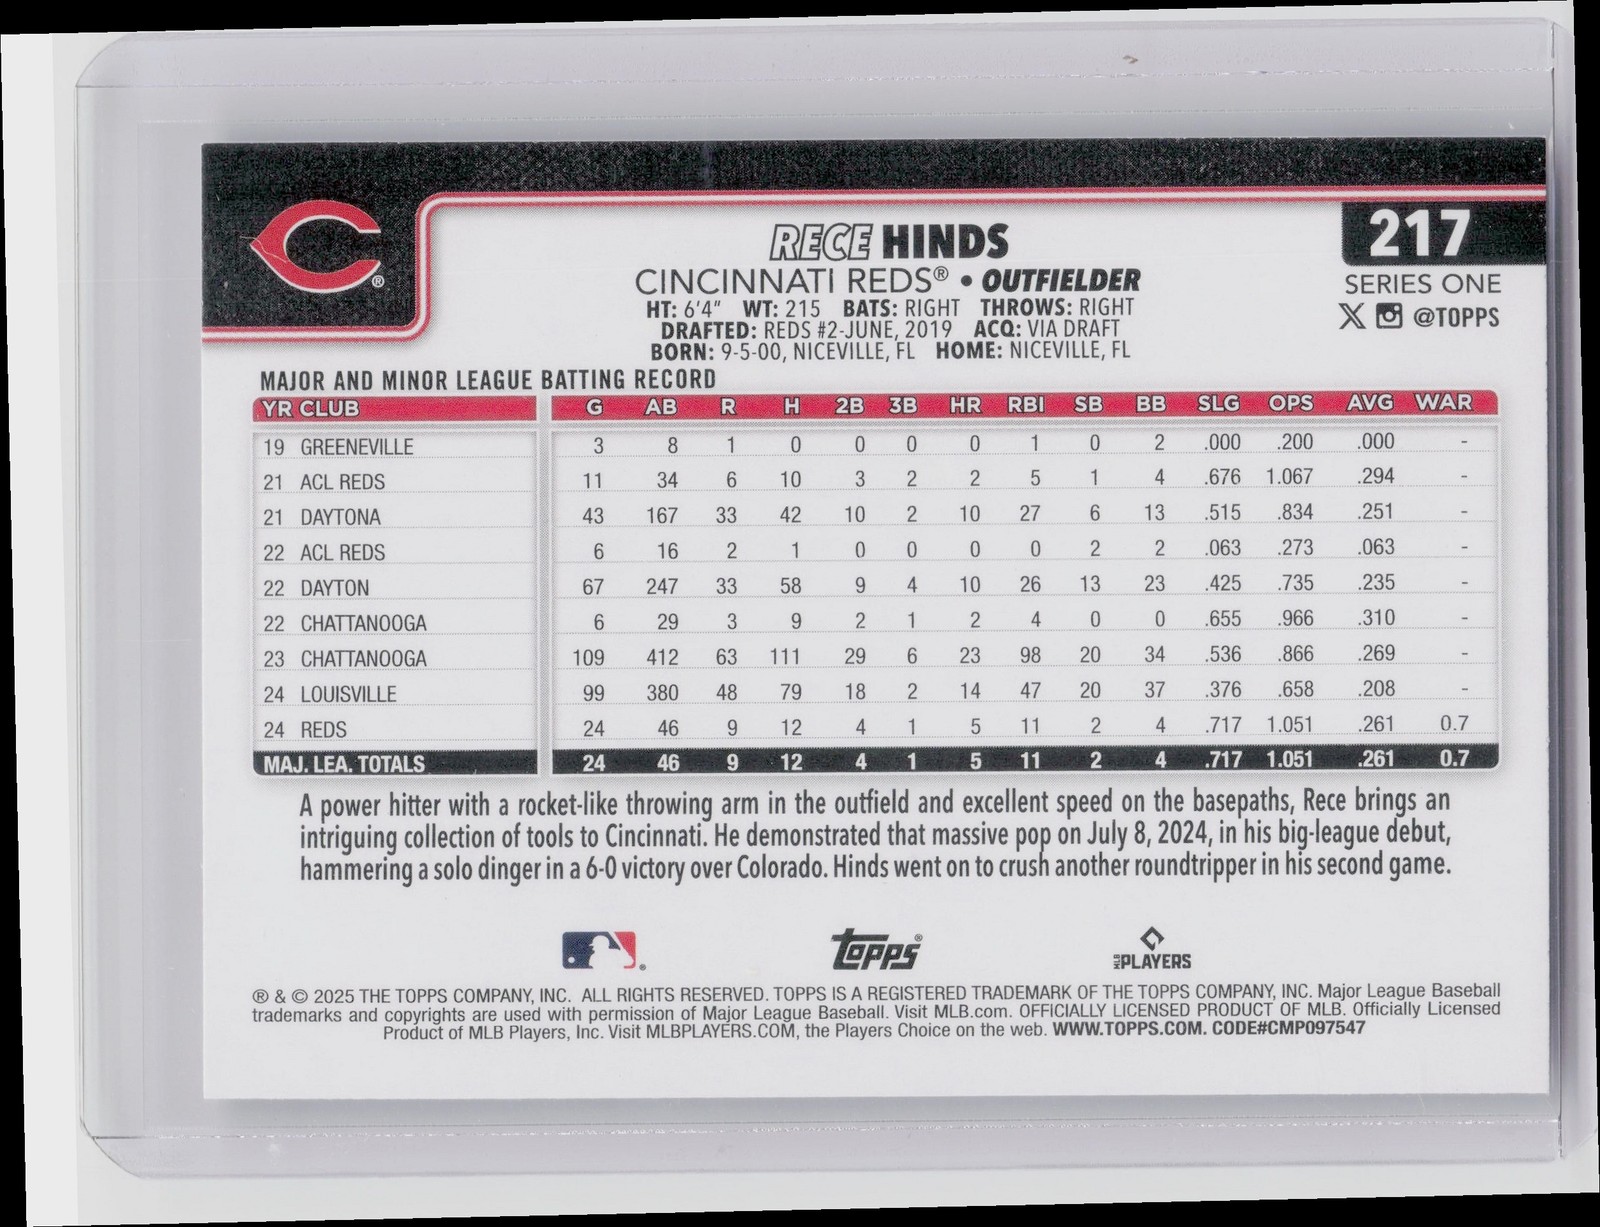 RECE HINDS
CINCINNATI REDS® • OUTFIELDER
HT: 6'4" WT: 215 BATS: RIGHT THROWS: RIGHT
DRAFTED: REDS #2-JUNE, 2019 ACQ: VIA DRAFT
BORN: 9-5-00, NICEVILLE, FL HOME: NICEVILLE, FL
217
SERIES ONE
X @TOPPS
C®
MAJOR AND MINOR LEAGUE BATTING RECORD
YR CLUB G AB R H 2B 3B HR RBI SB BB SLG OPS AVG WAR
19 GREENEVILLE 3 8 1 0 0 0 0 1 0 2 .000 .200 .000 -
21 ACL REDS 11 34 6 10 3 2 2 5 1 4 .676 1.067 .294 -
21 DAYTONA 43 167 33 42 10 2 10 27 6 13 .515 .834 .251 -
22 ACL REDS 6 16 2 1 0 0 0 0 2 2 .063 .273 .063 -
22 DAYTON 67 247 33 58 9 4 10 26 13 23 .425 .735 .235 -
22 CHATTANOOGA 6 29 3 9 2 1 2 4 0 0 .655 .966 .310 -
23 CHATTANOOGA 109 412 63 111 29 6 23 98 20 34 .536 .866 .269 -
24 LOUISVILLE 99 380 48 79 18 2 14 47 20 37 .376 .658 .208 -
24 REDS 24 46 9 12 4 1 5 11 2 4 .717 1.051 .261 0.7
MAJ. LEA. TOTALS 24 46 9 12 4 1 5 11 2 4 .717 1.051 .261 0.7
A power hitter with a rocket-like throwing arm in the outfield and excellent speed on the basepaths, Rece brings an
intriguing collection of tools to Cincinnati. He demonstrated that massive pop on July 8, 2024, in his big-league debut,
hammering a solo dinger in a 6-0 victory over Colorado. Hinds went on to crush another roundtripper in his second game.
Topps®
MLB PLAYERS
® & © 2025 THE TOPPS COMPANY, INC. ALL RIGHTS RESERVED. TOPPS IS A REGISTERED TRADEMARK OF THE TOPPS COMPANY, INC. Major League Baseball
trademarks and copyrights are used with permission of Major League Baseball. Visit MLB.com. OFFICIALLY LICENSED PRODUCT OF MLB. Officially Licensed
Product of MLB Players, Inc. Visit MLBPLAYERS.COM, the Players Choice on the web. WWW.TOPPS.COM. CODE#CMP097547